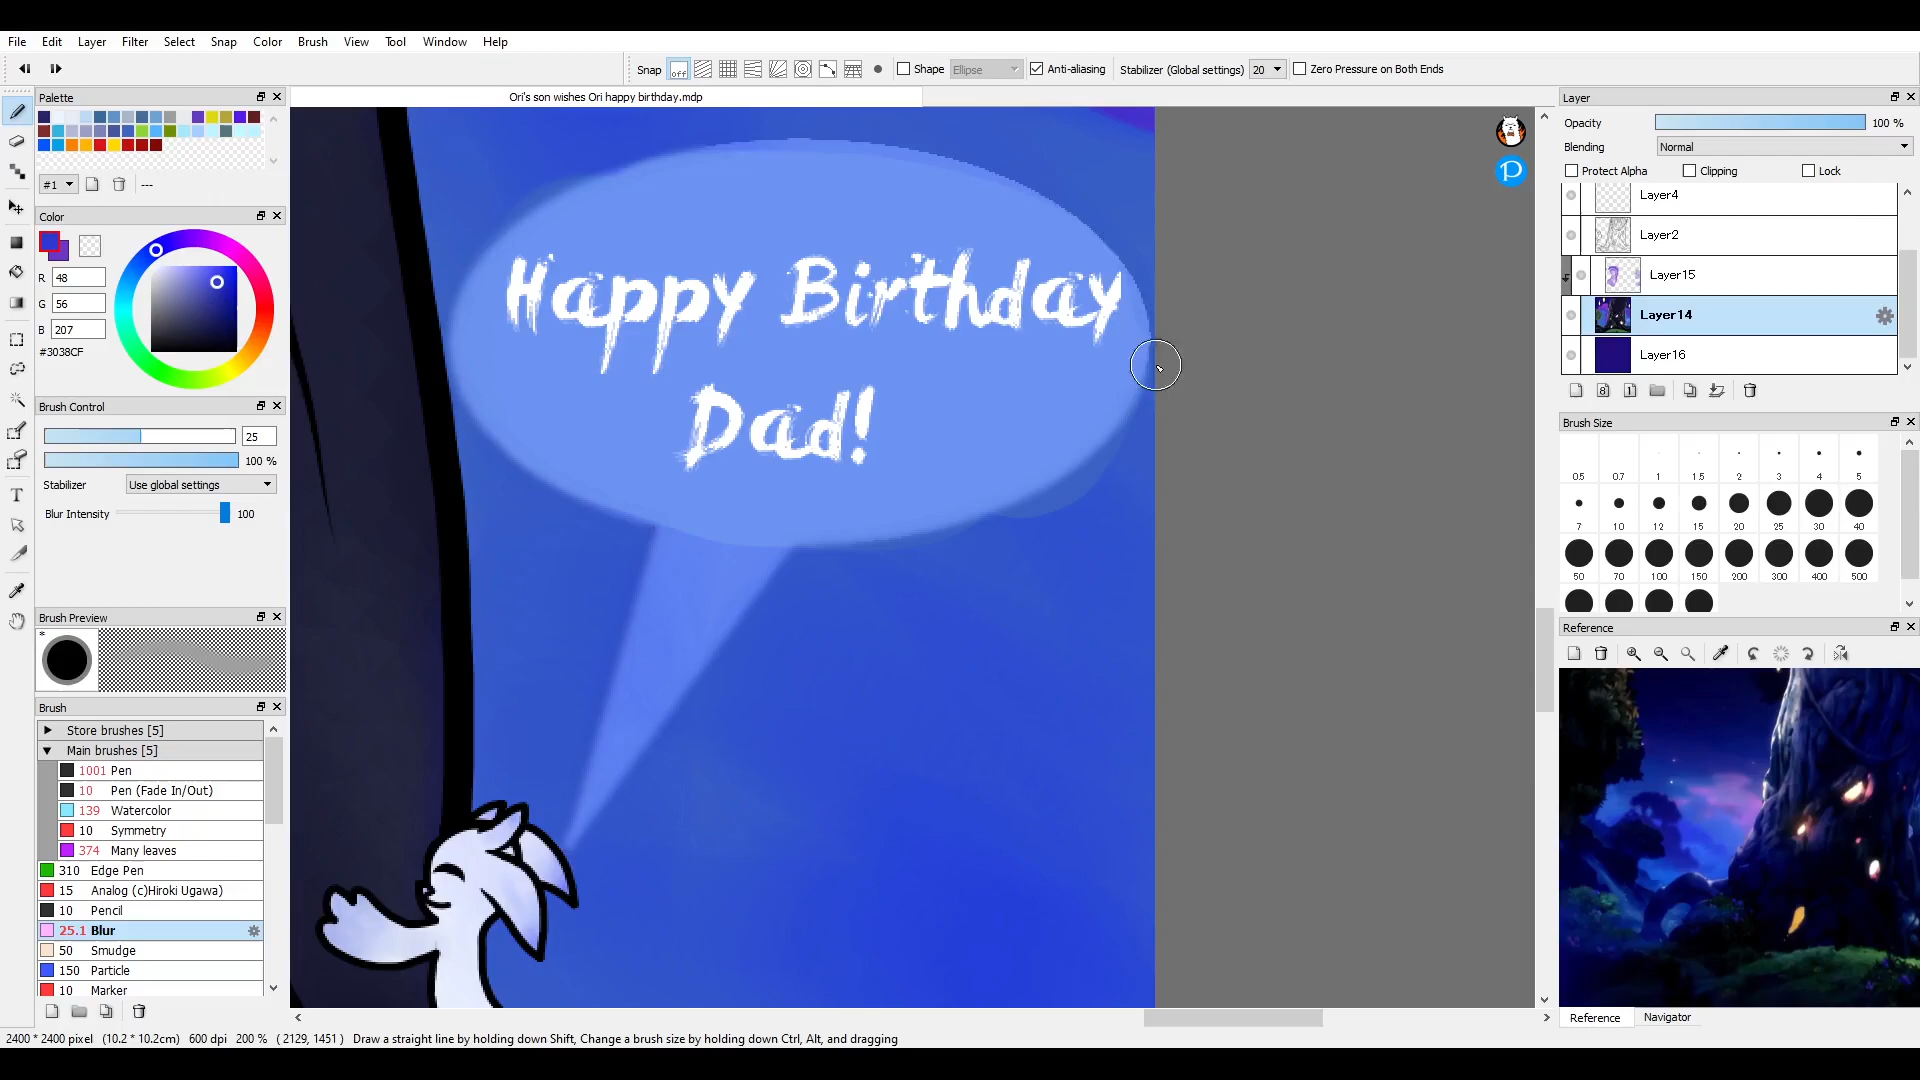 File Edit Layer Filter Select Snap Color Brush View Tool Window Help
Snap off Shape Ellipse Anti-aliasing Stabilizer (Global settings) 20 Zero Pressure on Both Ends
Palette
Ori's son wishes Ori happy birthday.mdp
#1 ---
Color
R 48
G 56
B 207
#3038CF
Brush Control
25
100 %
Stabilizer Use global settings
Blur Intensity 100
Brush Preview
*
Brush
Store brushes [5]
Main brushes [5]
1001 Pen
10 Pen (Fade In/Out)
139 Watercolor
10 Symmetry
374 Many leaves
310 Edge Pen
15 Analog (c)Hiroki Ugawa)
10 Pencil
25.1 Blur
50 Smudge
150 Particle
10 Marker
Happy Birthday
Dad!
P
Layer
Opacity 100 %
Blending Normal
Protect Alpha Clipping Lock
Layer4
Layer2
Layer15
Layer14
Layer16
8 1
Brush Size
0.5 0.7 1 1.5 2 3 4 5
7 10 12 15 20 25 30 40
50 70 100 150 200 300 400 500
Reference
Reference Navigator
2400 * 2400 pixel (10.2 * 10.2cm) 600 dpi 200 % ( 2129, 1451 ) Draw a straight line by holding down Shift, Change a brush size by holding down Ctrl, Alt, and dragging
T